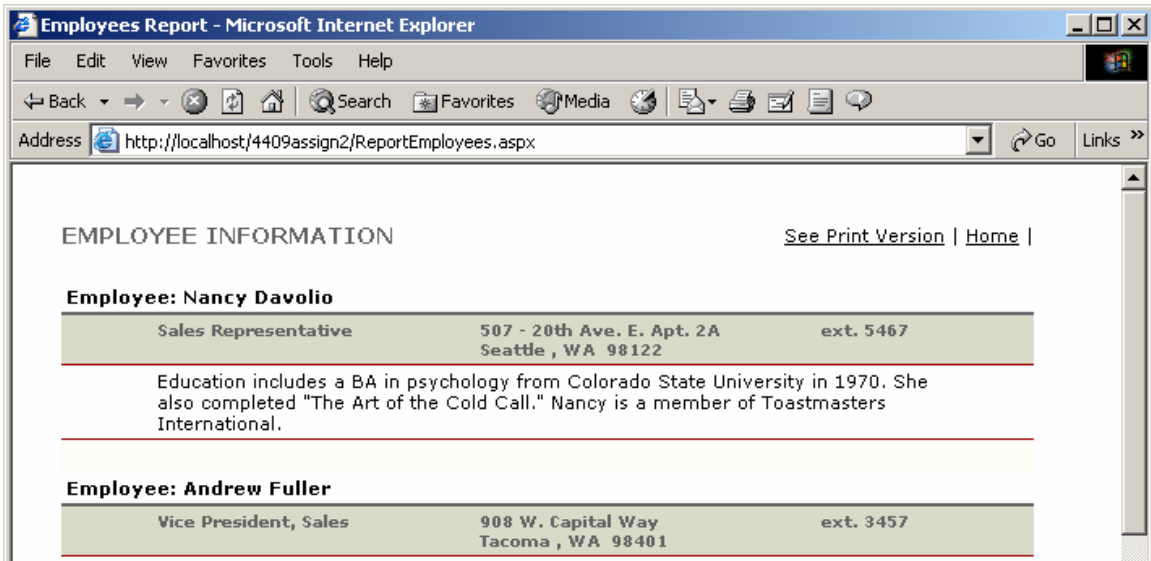 Employees Report - Microsoft Internet Explorer
File Edit View Favorites Tools Help
Back Search Favorites Media
Address http://localhost/4409assign2/ReportEmployees.aspx Go Links »
EMPLOYEE INFORMATION See Print Version | Home |
Employee: Nancy Davolio
Sales Representative 507 - 20th Ave. E. Apt. 2A ext. 5467
Seattle , WA 98122
Education includes a BA in psychology from Colorado State University in 1970. She
also completed "The Art of the Cold Call." Nancy is a member of Toastmasters
International.
Employee: Andrew Fuller
Vice President, Sales 908 W. Capital Way ext. 3457
Tacoma , WA 98401